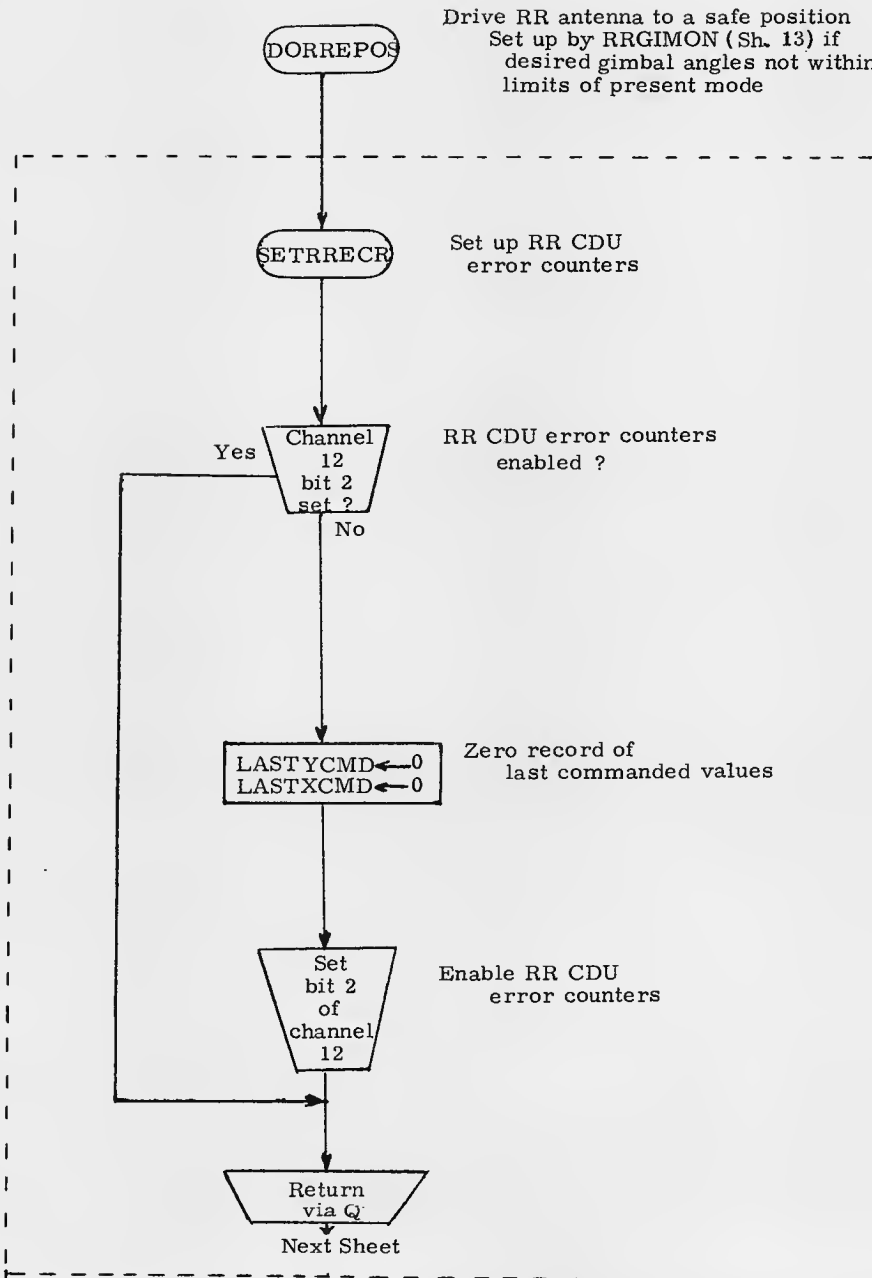 DORREPOS
Drive RR antenna to a safe position
Set up by RRGIMON (Sh. 13) if
desired gimbal angles not within
limits of present mode
SETRRECR
Set up RR CDU
error counters
Channel
12
bit 2
set ?
Yes
No
RR CDU error counters
enabled ?
LASTYCMD←0
LASTXCMD←0
Zero record of
last commanded values
Set
bit 2
of
channel
12
Enable RR CDU
error counters
Return
via Q
Next Sheet